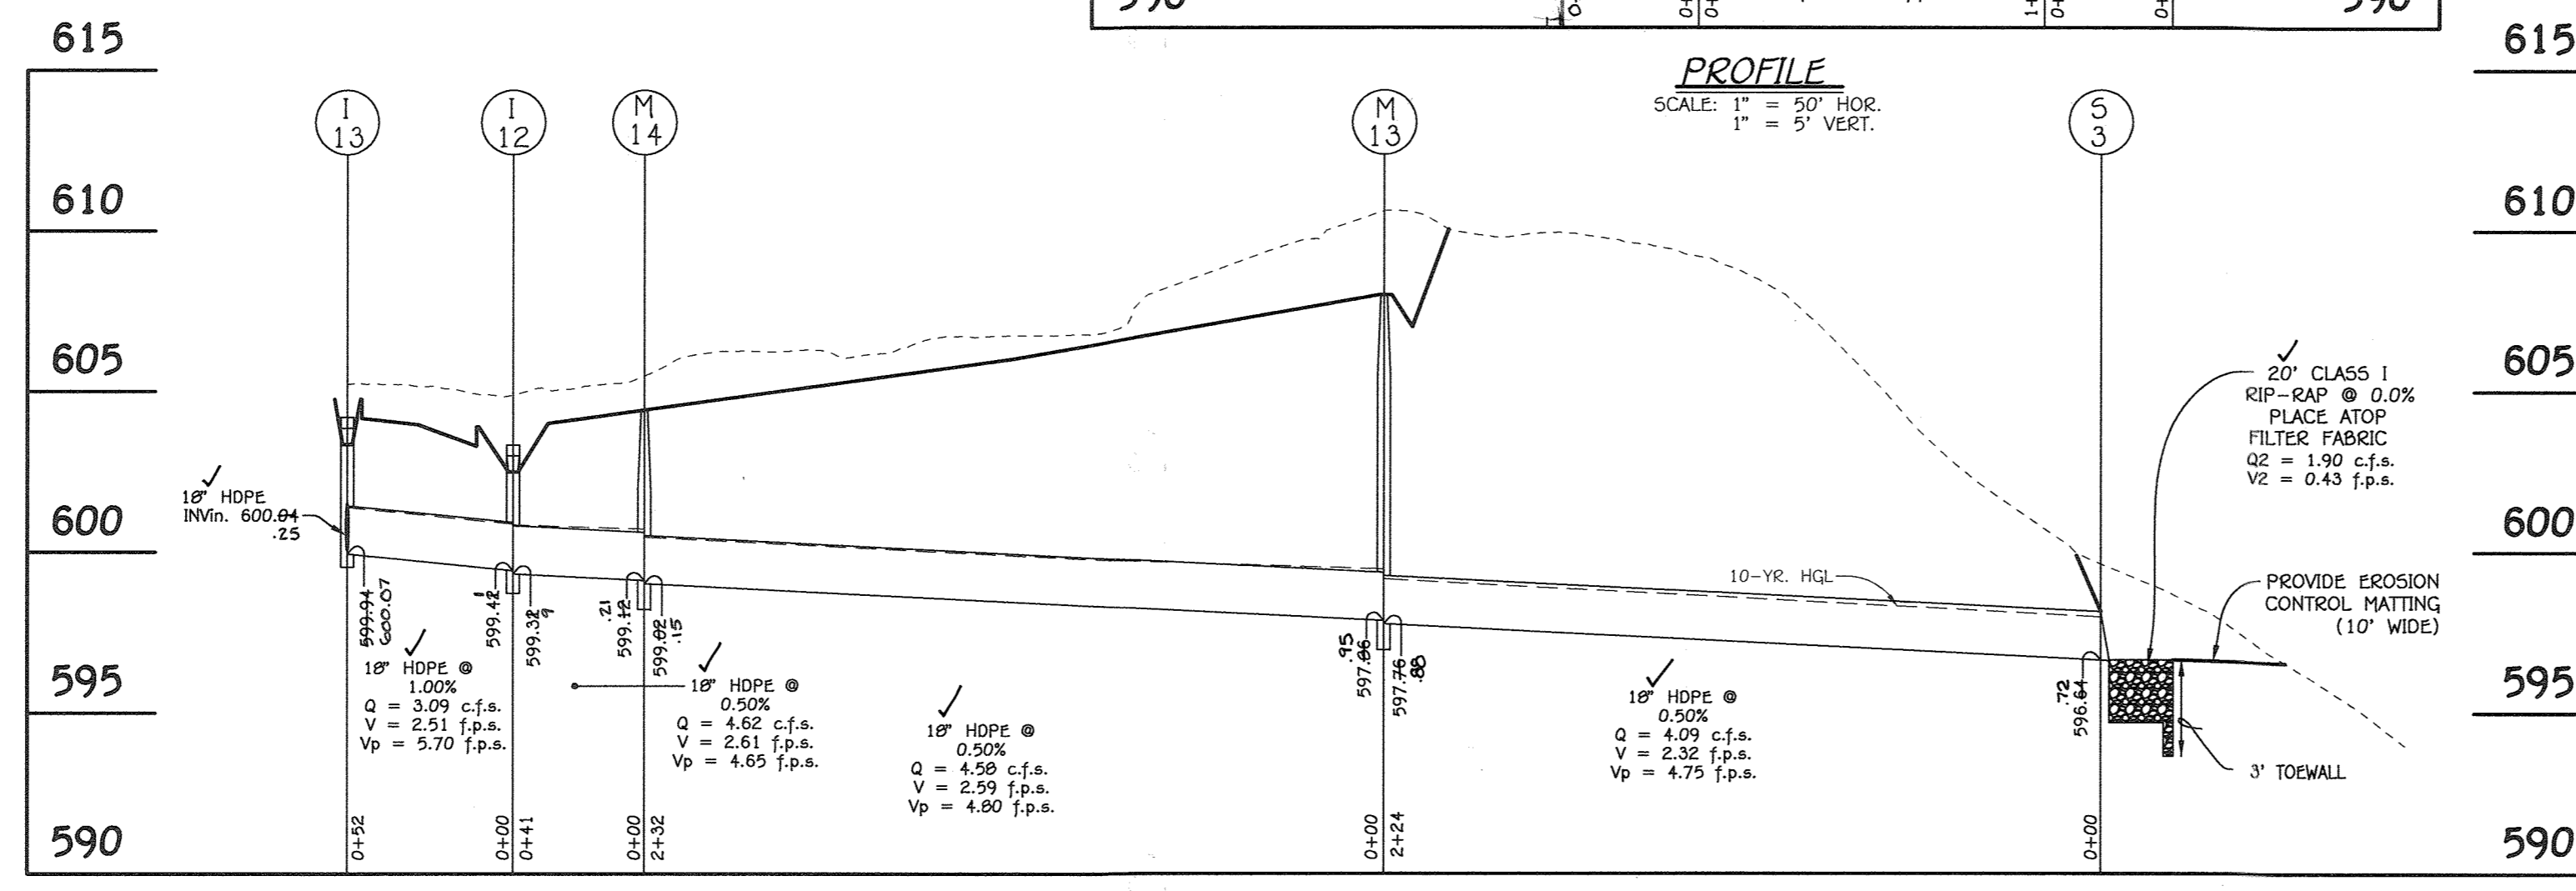 590
590
615
615
PROFILE
SCALE: 1" = 50' HOR.
1" = 5' VERT.
I
13
I
12
M
14
M
13
S
3
610
610
605
605
600
600
595
595
590
590
✓
18" HDPE
INVin. 600.04
.25
599.94
600.07
599.42
1
599.32
9
.21
599.12
599.02
.15
.95
597.86
597.76
.88
.72
596.64
✓
18" HDPE @
1.00%
Q = 3.09 c.f.s.
V = 2.51 f.p.s.
Vp = 5.70 f.p.s.
✓
18" HDPE @
0.50%
Q = 4.62 c.f.s.
V = 2.61 f.p.s.
Vp = 4.65 f.p.s.
✓
18" HDPE @
0.50%
Q = 4.58 c.f.s.
V = 2.59 f.p.s.
Vp = 4.80 f.p.s.
10-YR. HGL
✓
18" HDPE @
0.50%
Q = 4.09 c.f.s.
V = 2.32 f.p.s.
Vp = 4.75 f.p.s.
✓
20' CLASS I
RIP-RAP @ 0.0%
PLACE ATOP
FILTER FABRIC
Q2 = 1.90 c.f.s.
V2 = 0.43 f.p.s.
PROVIDE EROSION
CONTROL MATTING
(10' WIDE)
3' TOEWALL
0+52
0+00
0+41
0+00
2+32
0+00
2+24
0+00